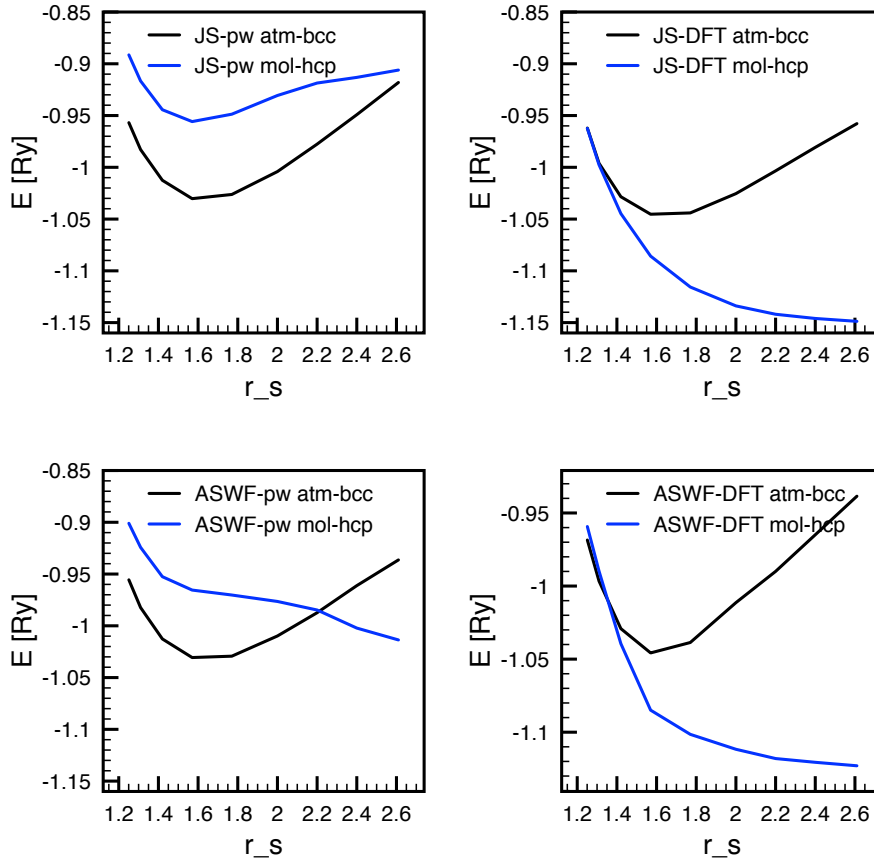 -0.85
-0.9
-0.95
-1
-1.05
-1.1
-1.15
E [Ry]
JS-pw atm-bcc
JS-pw mol-hcp
1.2 1.4 1.6 1.8 2 2.2 2.4 2.6
r_s
-0.85
-0.9
-0.95
-1
-1.05
-1.1
-1.15
E [Ry]
JS-DFT atm-bcc
JS-DFT mol-hcp
1.2 1.4 1.6 1.8 2 2.2 2.4 2.6
r_s
-0.85
-0.9
-0.95
-1
-1.05
-1.1
-1.15
E [Ry]
ASWF-pw atm-bcc
ASWF-pw mol-hcp
1.2 1.4 1.6 1.8 2 2.2 2.4 2.6
r_s
-0.95
-1
-1.05
-1.1
E [Ry]
ASWF-DFT atm-bcc
ASWF-DFT mol-hcp
1.2 1.4 1.6 1.8 2 2.2 2.4 2.6
r_s